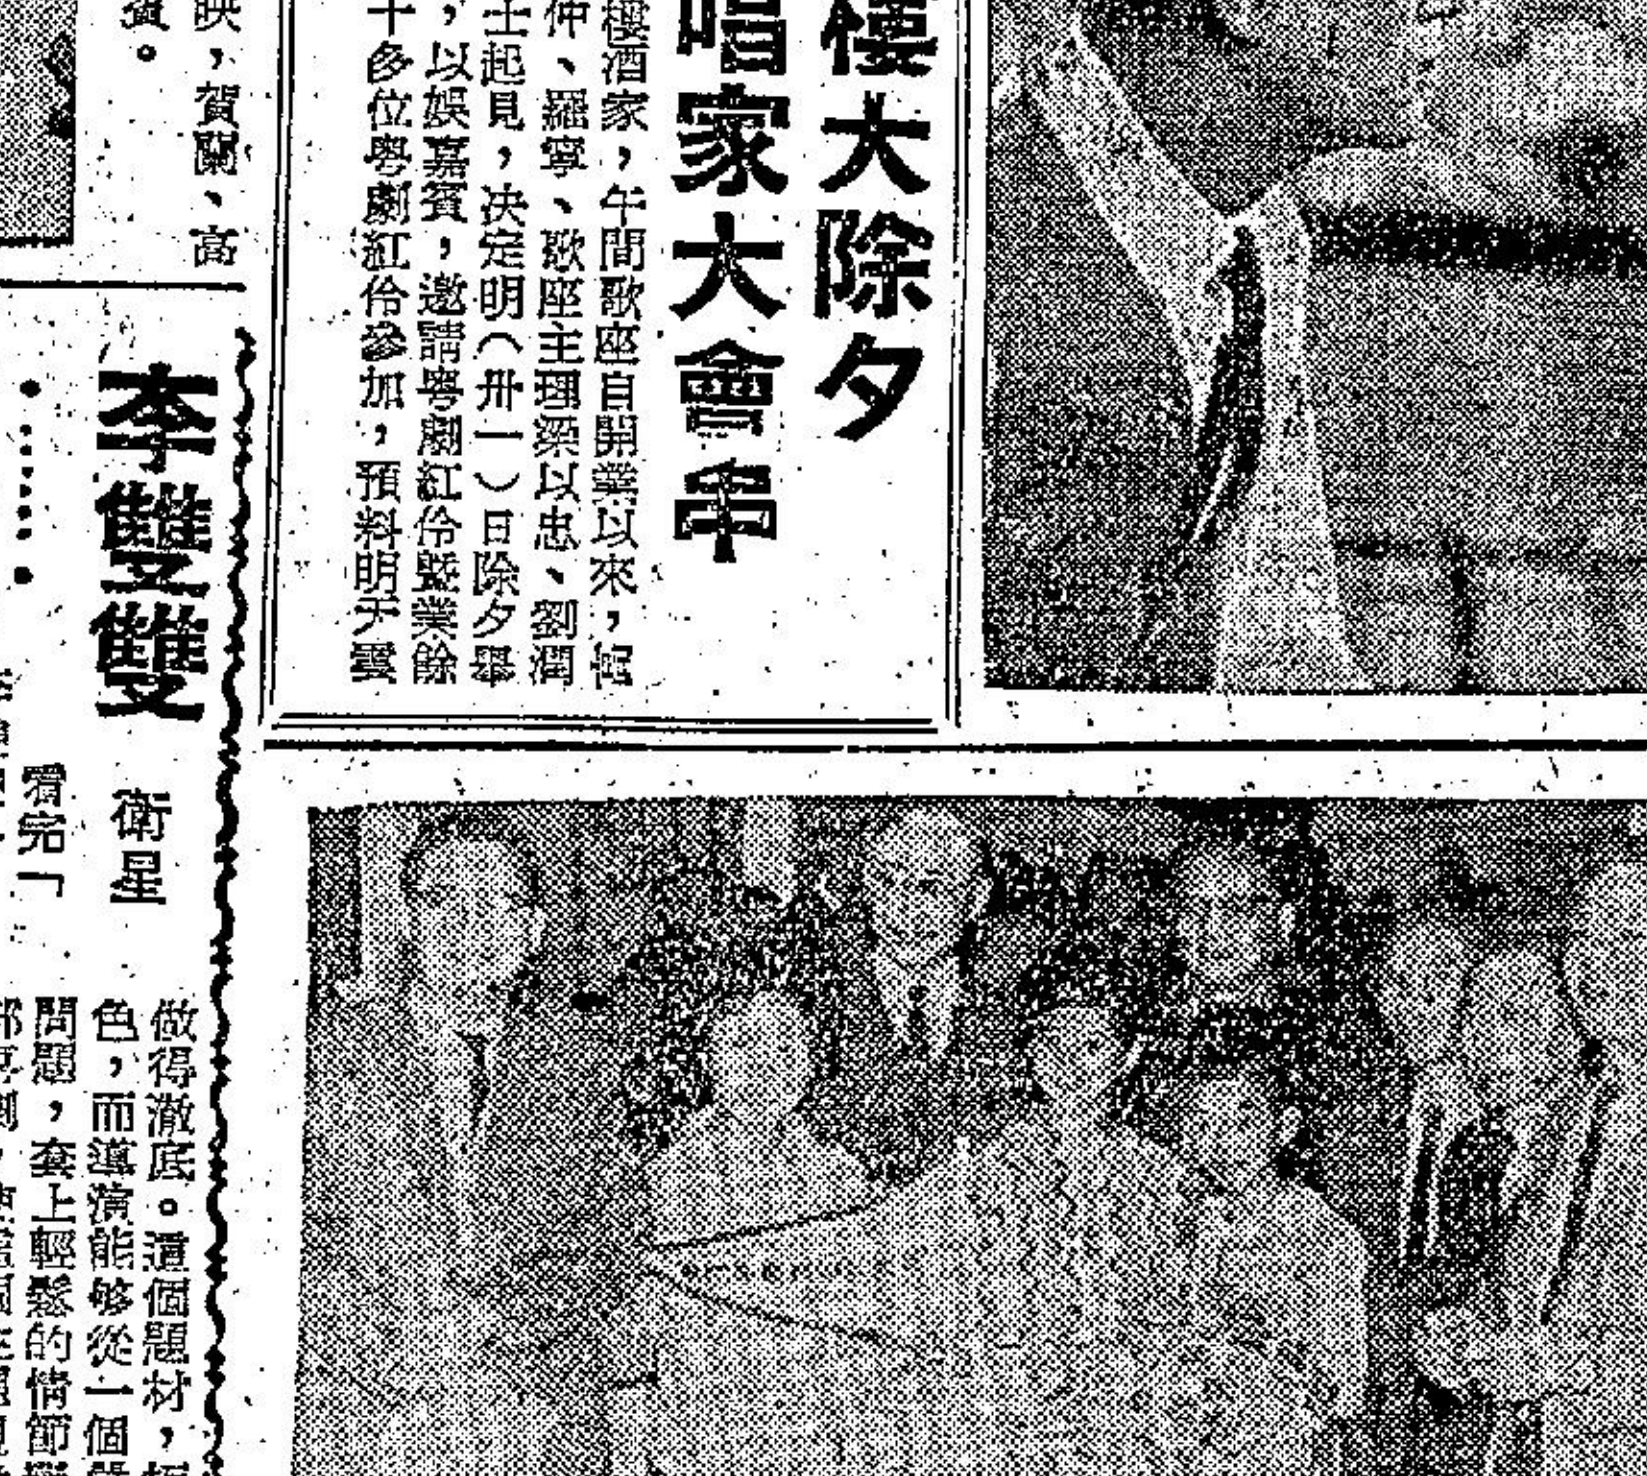 樓大除夕
唱家大會串
樓酒家，午間歌座自開業以來，
仲、羅寧、歌座主理梁以忠、劉潤
士起見，決定明（卅一）日除夕舉
，以娛嘉賓，邀請粵劇紅伶暨業餘
十多位粵劇紅伶參加，預料明天雲
映，賀蘭、高
。
李雙雙
衛星
看完「
做得澈底。這個題材，
色，而導演能够從一個
問題，套上輕鬆的情節